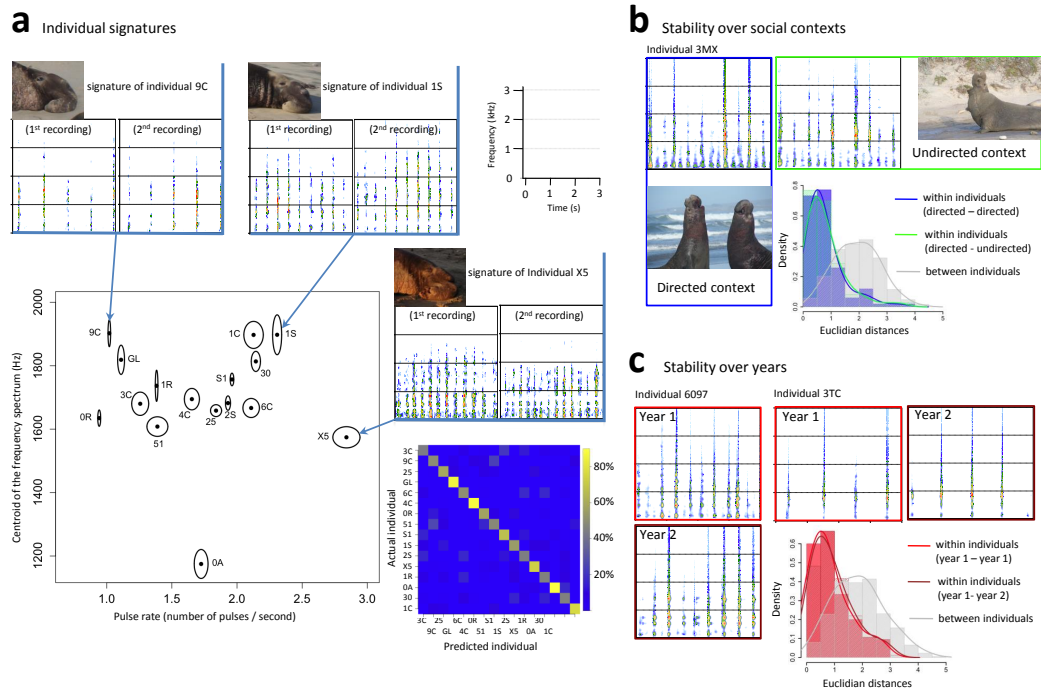 a Individual signatures
signature of individual 9C
(1st recording)
(2nd recording)
signature of individual 1S
(1st recording)
(2nd recording)
Frequency (kHz)
3
2
1
0
0 1 2 3
Time (s)
signature of Individual X5
(1st recording)
(2nd recording)
Centroid of the frequency spectrum (Hz)
2000
1800
1600
1400
1200
9C
GL
1C
1S
30
S1
1R
3C
4C
25
2S
6C
0R
51
X5
0A
1.0 1.5 2.0 2.5 3.0
Pulse rate (number of pulses / second)
Actual individual
3C
9C
2S
GL
6C
4C
0R
51
S1
1S
25
X5
1R
0A
30
1C
80%
60%
40%
20%
3C 25 6C 0R S1 25 1R 30
9C GL 4C 51 1S X5 0A 1C
Predicted individual
b Stability over social contexts
Individual 3MX
Undirected context
Directed context
Density
0.8
0.6
0.4
0.2
0.0
0 1 2 3 4 5
Euclidian distances
within individuals
(directed – directed)
within individuals
(directed - undirected)
between individuals
c Stability over years
Individual 6097
Individual 3TC
Year 1
Year 1
Year 2
Year 2
Density
0.6
0.5
0.4
0.3
0.2
0.1
0.0
0 1 2 3 4 5
Euclidian distances
within individuals
(year 1 – year 1)
within individuals
(year 1- year 2)
between individuals